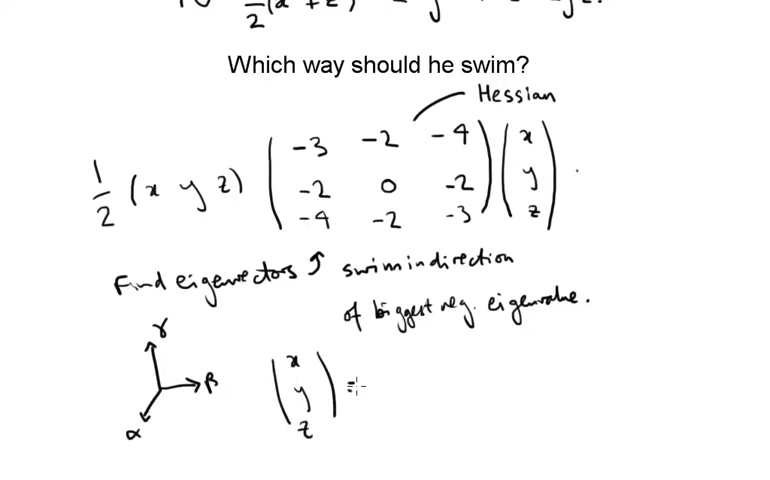 Which way should he swim?
Hessian
1/2 (x y z) ( -3 -2 -4 ) ( x )
( -2 0 -2 ) ( y )
( -4 -2 -3 ) ( z )
Find eigenvectors ↑ swim in direction
of biggest neg. eigenvalue.
γ
β
α
( x
y
z ) =